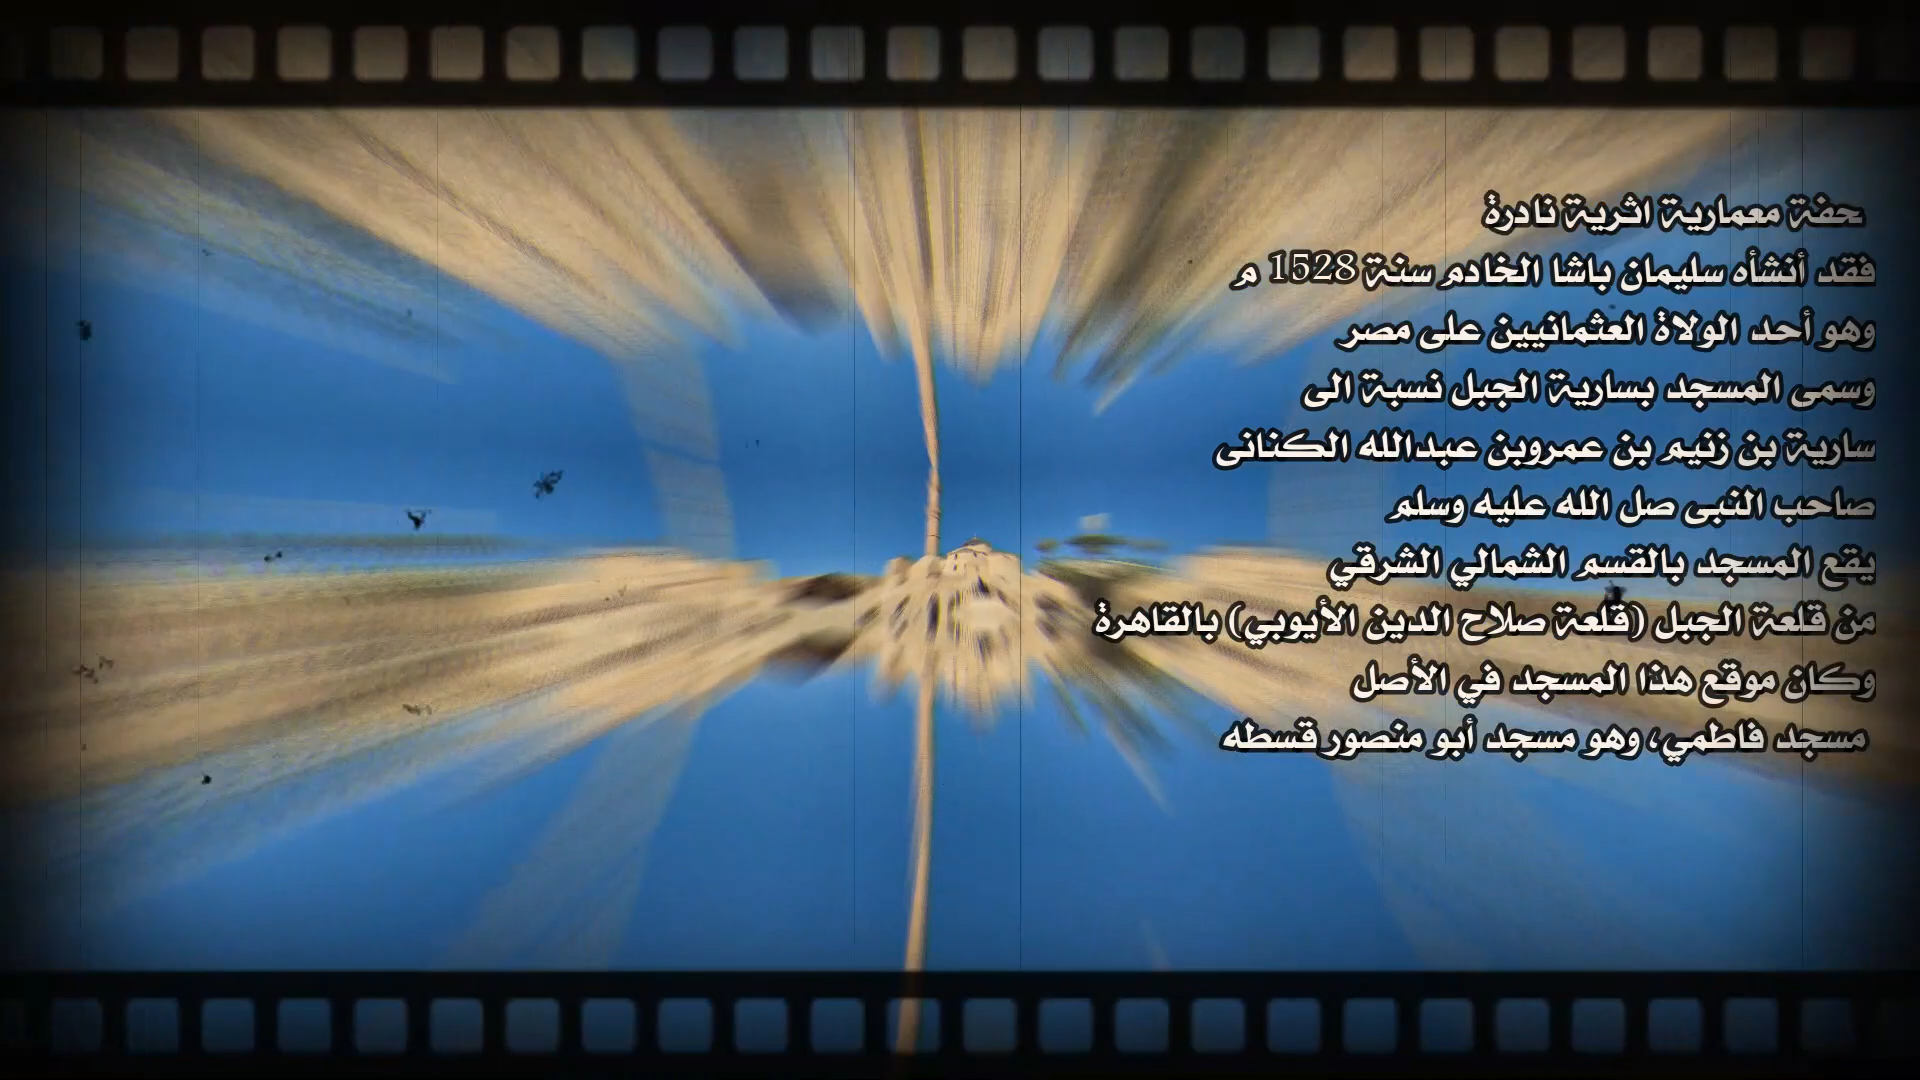 حفة معمارية اثرية نادرة
فقد أنشأه سليمان باشا الخادم سنة 1528 م
وهو أحد الولاة العثمانيين على مصر
وسمى المسجد بسارية الجبل نسبة الى
سارية بن زنيم بن عمروبن عبدالله الكنانى
صاحب النبى صل الله عليه وسلم
يقع المسجد بالقسم الشمالي الشرقي
من قلعة الجبل (قلعة صلاح الدين الأيوبي) بالقاهرة
وكان موقع هذا المسجد في الأصل
مسجد فاطمي، وهو مسجد أبو منصور قسطه